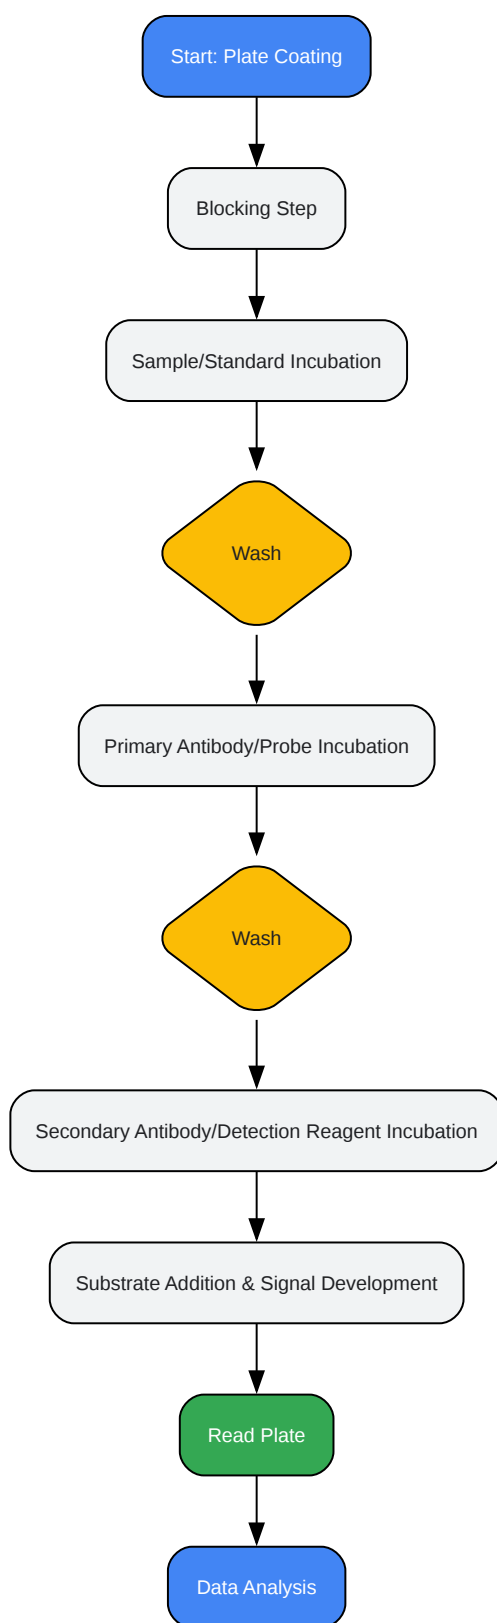 Start: Plate Coating
Blocking Step
Sample/Standard Incubation
Wash
Primary Antibody/Probe Incubation
Wash
Secondary Antibody/Detection Reagent Incubation
Substrate Addition & Signal Development
Read Plate
Data Analysis